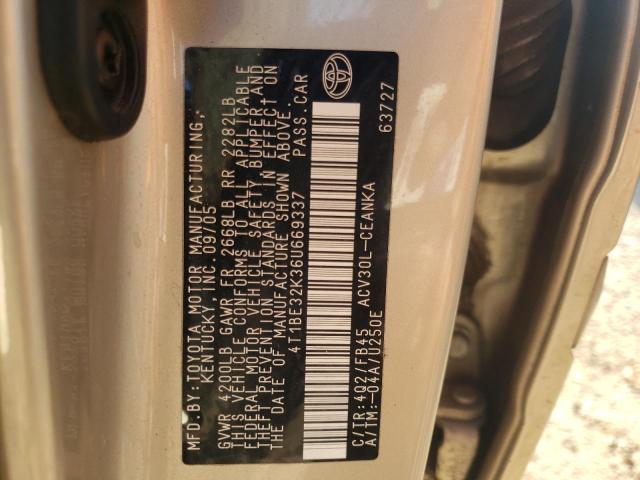 MFD. BY: TOYOTA MOTOR MANUFACTURING,
KENTUCKY, INC. 09/05
GVWR 4200LB GAWR FR 2668LB RR 2282LB
THIS VEHICLE CONFORMS TO ALL APPLICABLE
FEDERAL MOTOR VEHICLE SAFETY, BUMPER AND
THEFT PREVENTION STANDARDS IN EFFECT ON
THE DATE OF MANUFACTURE SHOWN ABOVE.
4T1BE32K36U669337 PASS.CAR
C/TR:4Q2/FB45 ACV30L-CEANKA
A/TM:-04A/U250E 63727